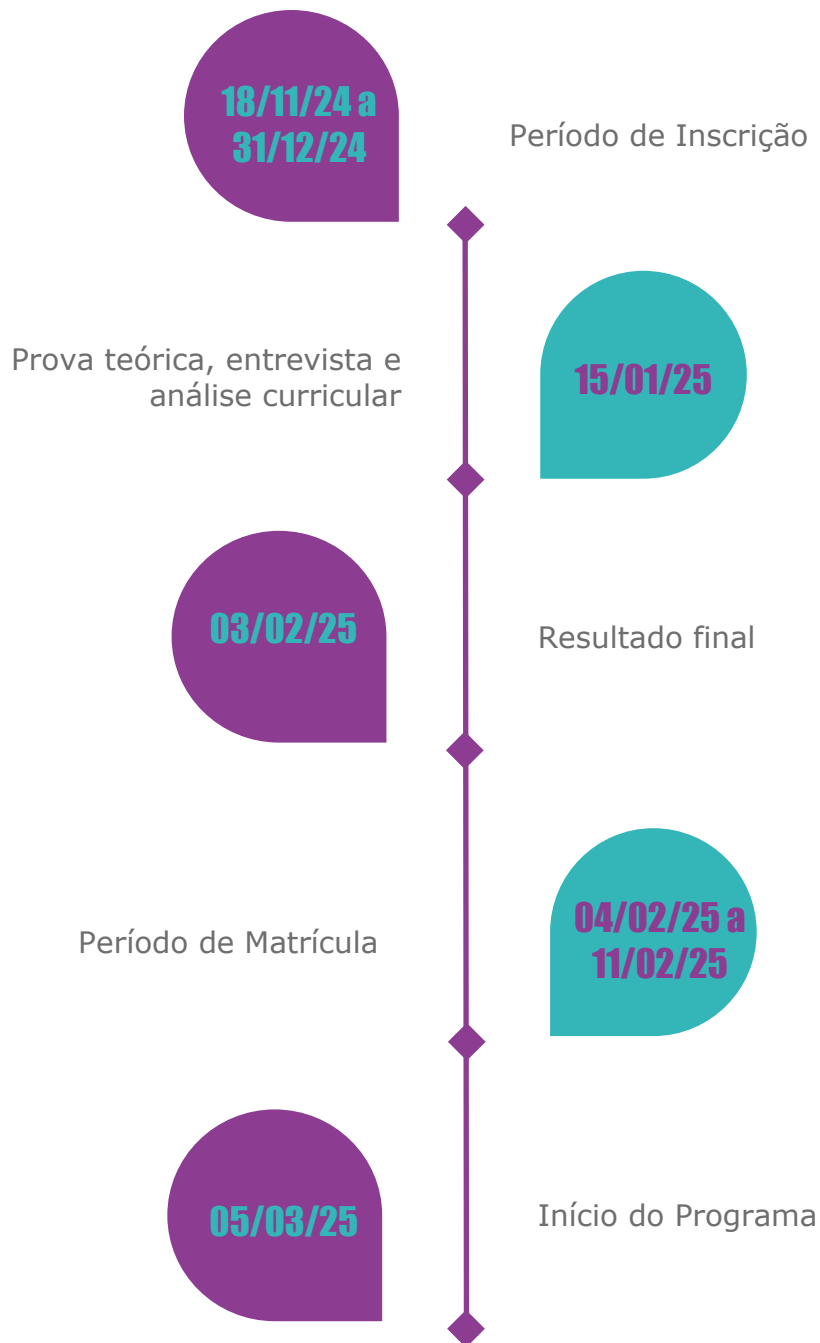 18/11/24 a
31/12/24
Período de Inscrição
Prova teórica, entrevista e
análise curricular
15/01/25
03/02/25
Resultado final
Período de Matrícula
04/02/25 a
11/02/25
05/03/25
Início do Programa